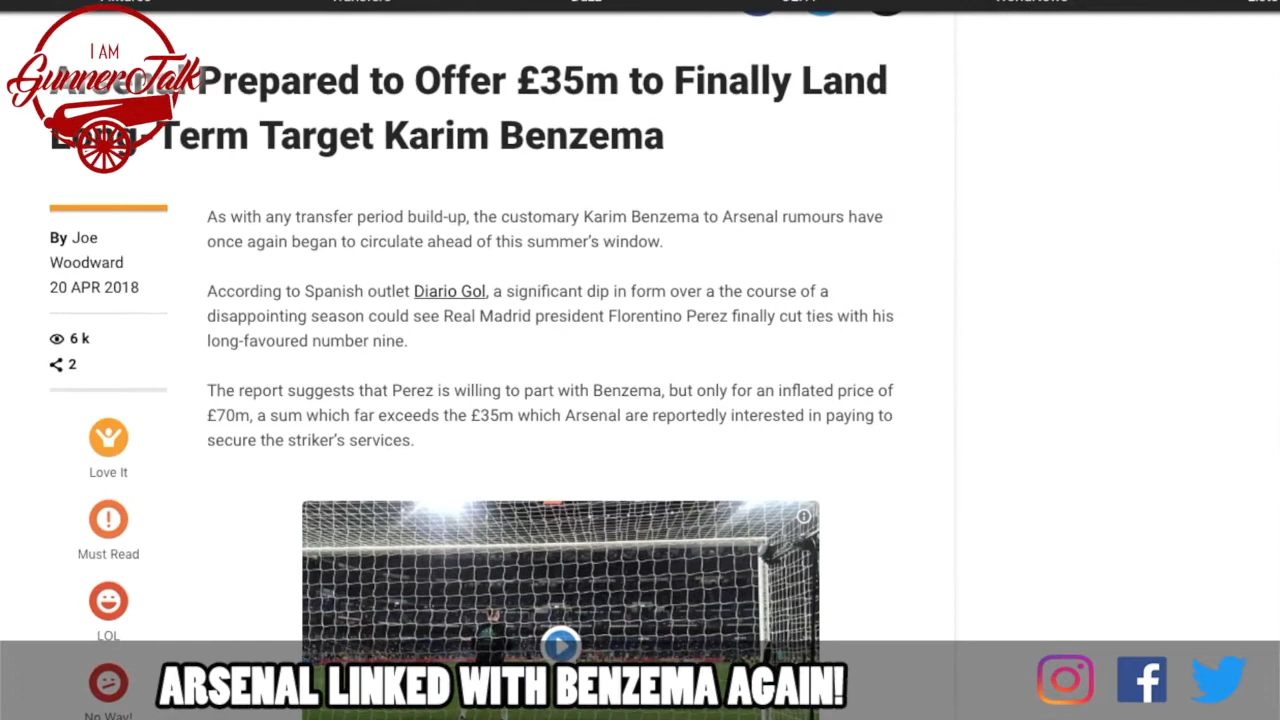 I AM
GunnerTalk
Arsenal Prepared to Offer £35m to Finally Land
Long-Term Target Karim Benzema
By Joe
Woodward
20 APR 2018
6 k
2
Love It
Must Read
LOL
No Way!
As with any transfer period build-up, the customary Karim Benzema to Arsenal rumours have
once again began to circulate ahead of this summer's window.
According to Spanish outlet Diario Gol, a significant dip in form over a the course of a
disappointing season could see Real Madrid president Florentino Perez finally cut ties with his
long-favoured number nine.
The report suggests that Perez is willing to part with Benzema, but only for an inflated price of
£70m, a sum which far exceeds the £35m which Arsenal are reportedly interested in paying to
secure the striker's services.
ARSENAL LINKED WITH BENZEMA AGAIN!